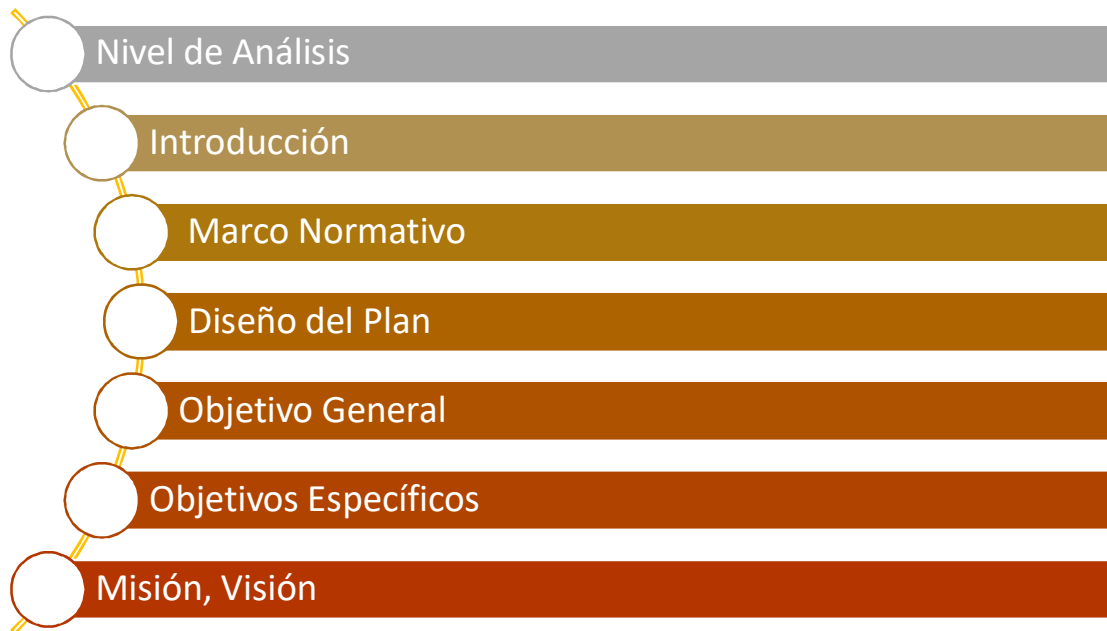 Nivel de Análisis
Introducción
Marco Normativo
Diseño del Plan
Objetivo General
Objetivos Específicos
Misión, Visión